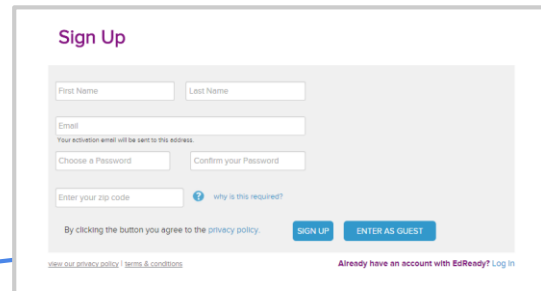 Sign Up
First Name Last Name
Email
Your activation email will be sent to this address.
Choose a Password Confirm your Password
Enter your zip code ? why is this required?
By clicking the button you agree to the privacy policy. SIGN UP ENTER AS GUEST
view our privacy policy | terms & conditions Already have an account with EdReady? Log In